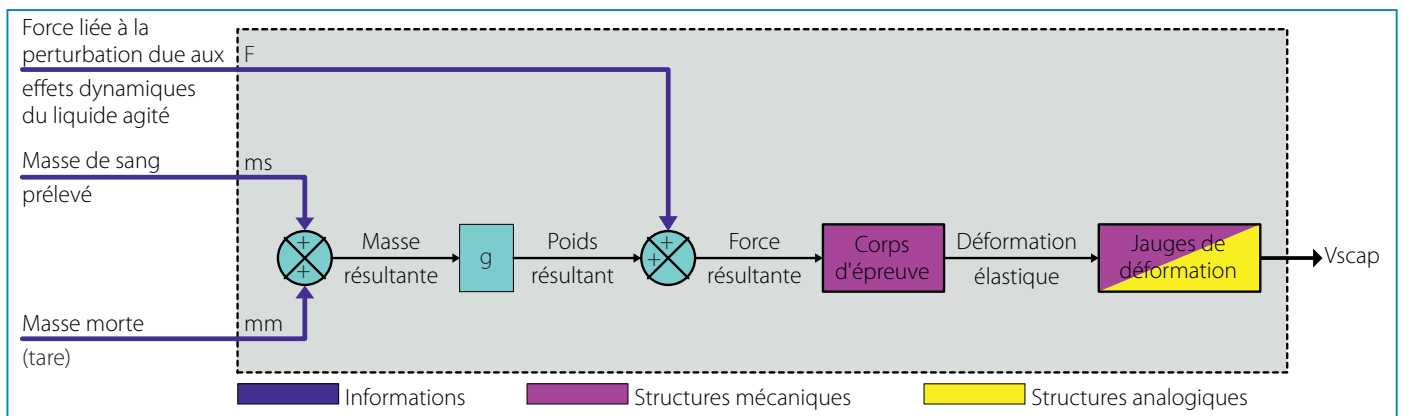 Force liée à la
perturbation due aux
effets dynamiques
du liquide agité
F
Masse de sang
prélevé
ms
Masse morte
(tare)
mm
+
+
Masse
résultante
g
Poids
résultant
+
+
Force
résultante
Corps
d'épreuve
Déformation
élastique
Jauges de
déformation
Vscap
Informations
Structures mécaniques
Structures analogiques